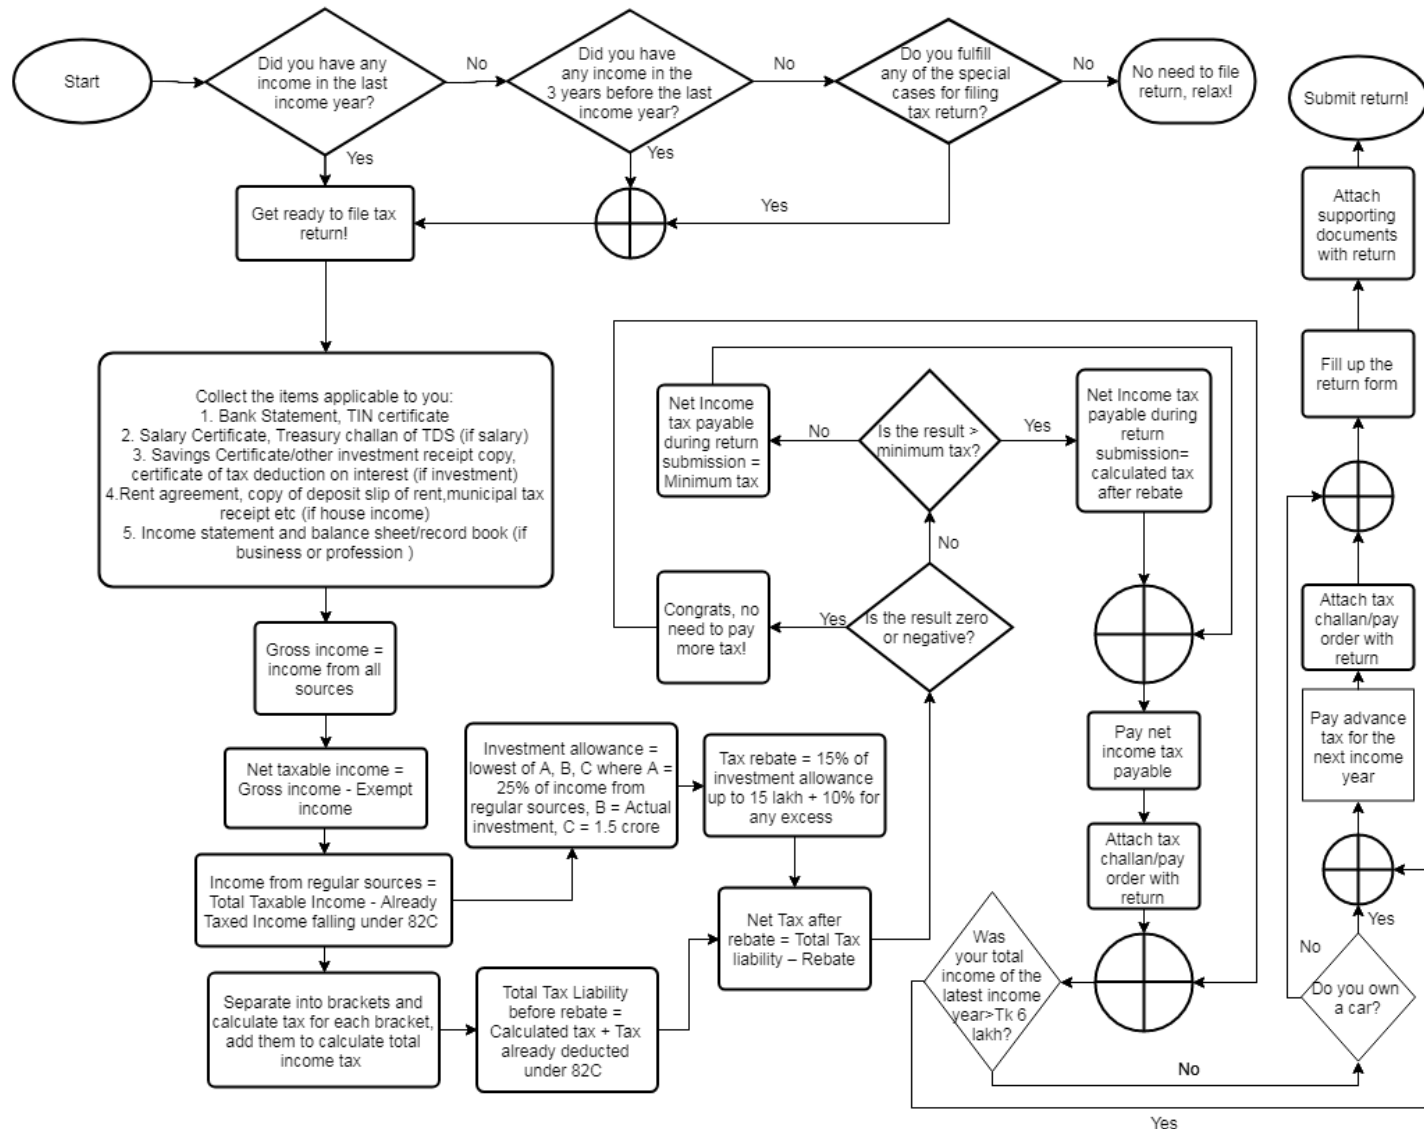 Start
Did you have any
income in the last
income year?
No
Did you have
any income in the
3 years before the last
income year?
No
Do you fulfill
any of the special
cases for filing
tax return?
No
No need to file
return, relax!
Submit return!
Yes
Yes
Yes
Get ready to file tax
return!
Attach
supporting
documents
with return
Fill up the
return form
Collect the items applicable to you:
1. Bank Statement, TIN certificate
2. Salary Certificate, Treasury challan of TDS (if salary)
3. Savings Certificate/other investment receipt copy,
certificate of tax deduction on interest (if investment)
4.Rent agreement, copy of deposit slip of rent,municipal tax
receipt etc (if house income)
5. Income statement and balance sheet/record book (if
business or profession )
Net Income
tax payable
during return
submission =
Minimum tax
No
Is the result >
minimum tax?
Yes
Net Income tax
payable during
return
submission=
calculated tax
after rebate
No
Congrats, no
need to pay
more tax!
Yes
Is the result zero
or negative?
Attach tax
challan/pay
order with
return
Gross income =
income from all
sources
Net taxable income =
Gross income - Exempt
income
Investment allowance =
lowest of A, B, C where A =
25% of income from
regular sources, B = Actual
investment, C = 1.5 crore
Tax rebate = 15% of
investment allowance
up to 15 lakh + 10% for
any excess
Pay net
income tax
payable
Pay advance
tax for the
next income
year
Income from regular sources =
Total Taxable Income - Already
Taxed Income falling under 82C
Net Tax after
rebate = Total Tax
liability – Rebate
Attach tax
challan/pay
order with
return
Separate into brackets and
calculate tax for each bracket,
add them to calculate total
income tax
Total Tax Liability
before rebate =
Calculated tax + Tax
already deducted
under 82C
Was
your total
income of the
latest income
year>Tk 6
lakh?
Yes
No
Do you own
a car?
No
Yes